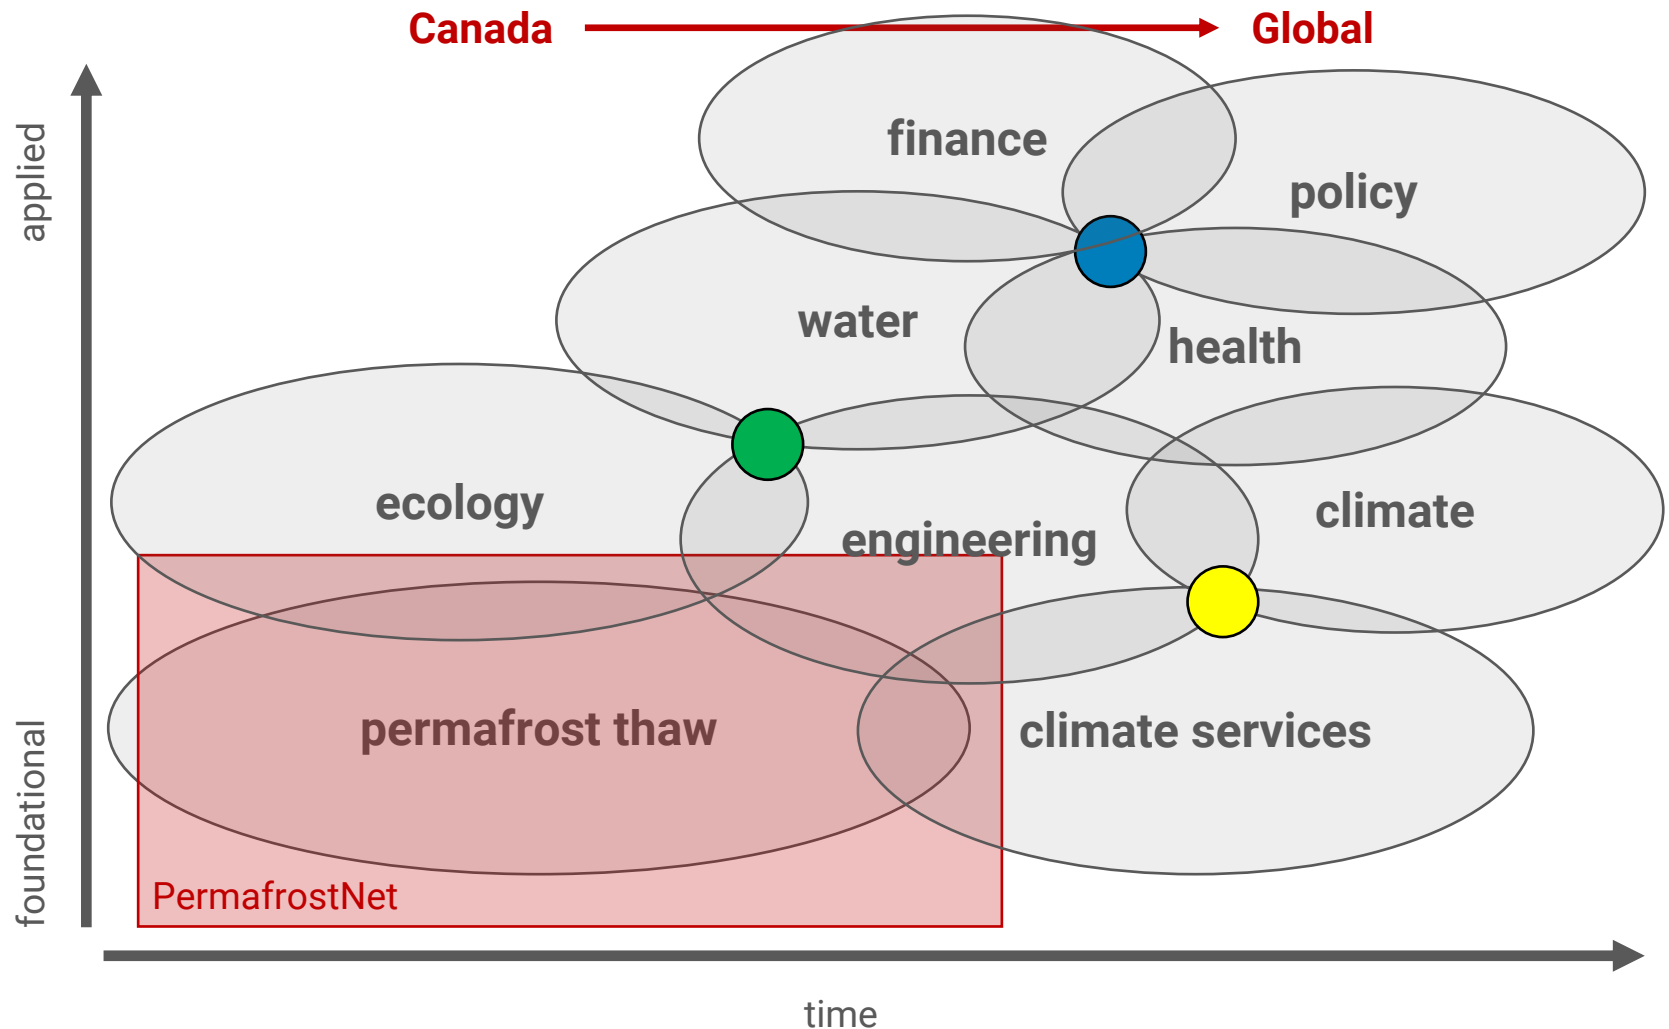 Canada
Global
applied
finance
policy
water
health
ecology
engineering
climate
permafrost thaw
climate services
foundational
PermafrostNet
time